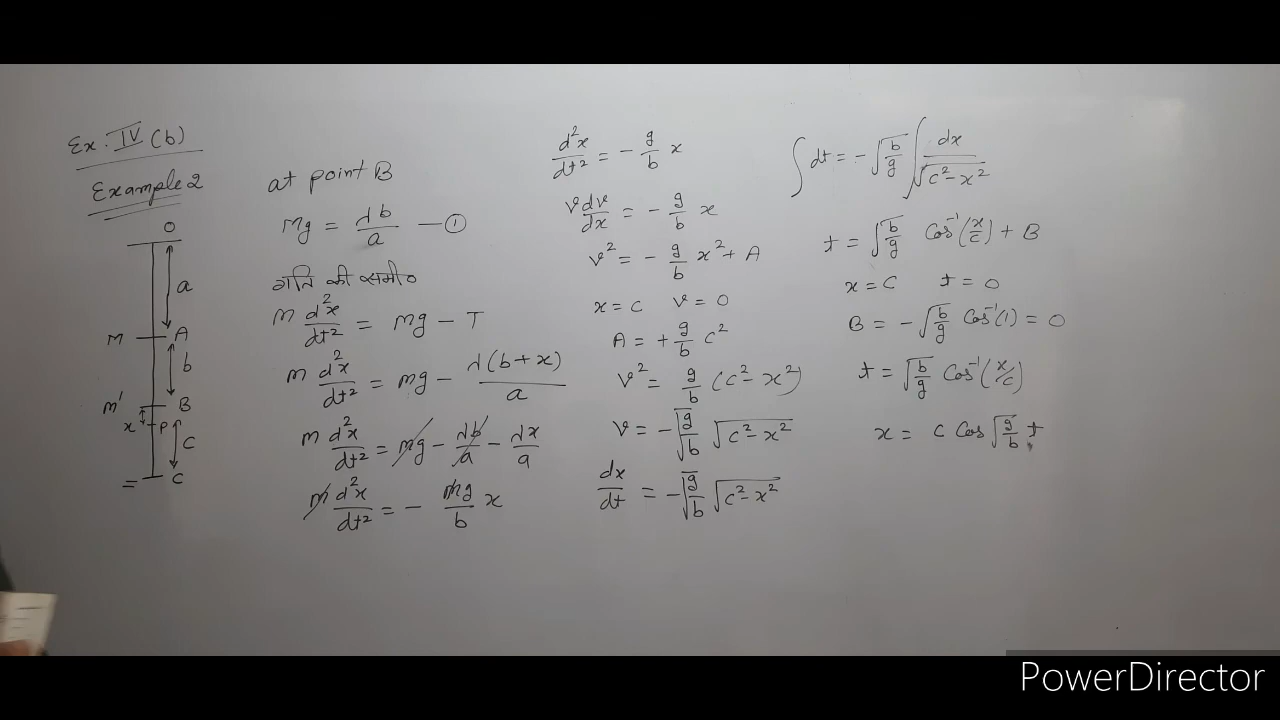 Ex. IV (b)
Example 2
O
a
M A
b
m' B
x P
C
C
at point B
Mg = λb/a — ①
गति की समी०
m d²x/dt² = mg - T
m d²x/dt² = mg - λ(b+x)/a
m d²x/dt² = mg - λb/a - λx/a
m d²x/dt² = - mg/b x
d²x/dt² = - g/b x
v dv/dx = - g/b x
v² = - g/b x² + A
x = c v = 0
A = + g/b c²
v² = g/b (c² - x²)
v = - √g/b √c² - x²
dx/dt = - √g/b √c² - x²
∫ dt = - √b/g ∫ dx/√c² - x²
t = √b/g Cos⁻¹(x/c) + B
x = c t = 0
B = - √b/g Cos⁻¹(1) = 0
t = √b/g Cos⁻¹(x/c)
x = c Cos √g/b t
PowerDirector